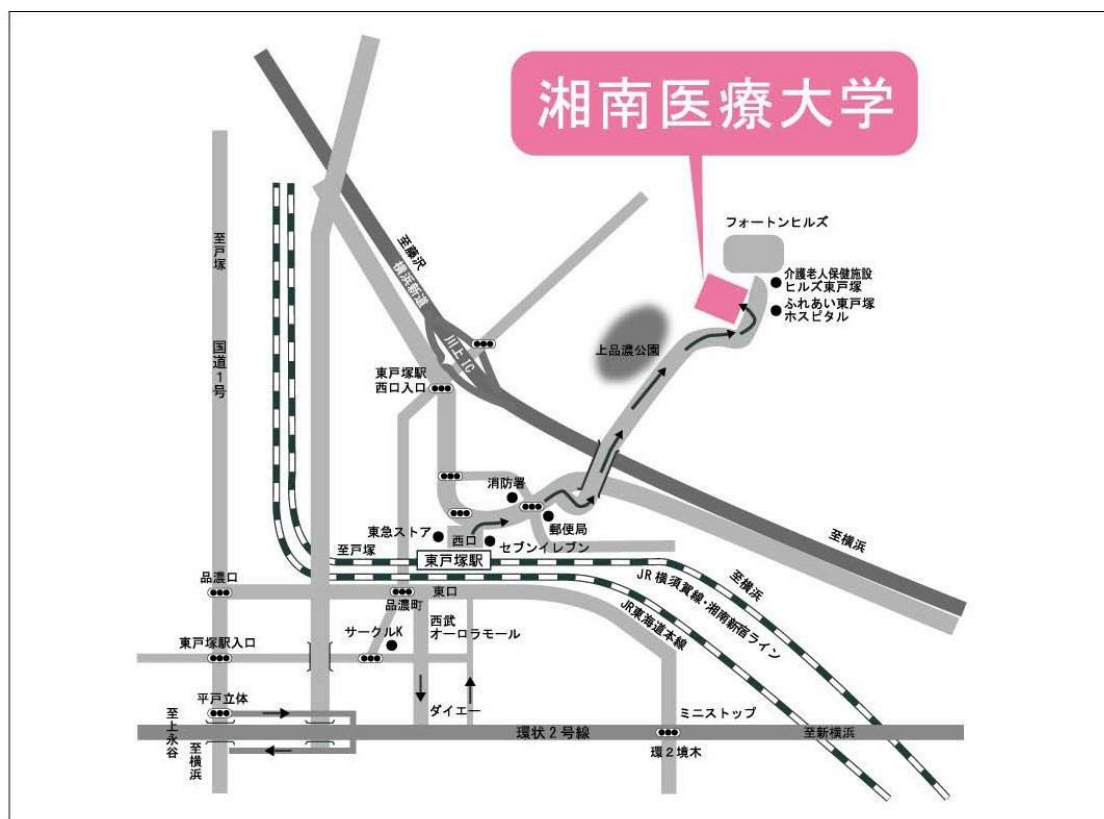 湘南医療大学
フォートンヒルズ
介護老人保健施設
ヒルズ東戸塚
ふれあい東戸塚
ホスピタル
至戸塚
国道1号
至藤沢
横浜新道
川上IC
上品濃公園
東戸塚駅
西口入口
消防署
郵便局
東急ストア
西口
セブンイレブン
至戸塚
東戸塚駅
至横浜
至横浜
JR横須賀線・湘南新宿ライン
JR東海道本線
品濃口
品濃町
東口
西武
オーロラモール
サークルK
東戸塚駅入口
平戸立体
ダイエー
ミニストップ
至上永谷
至横浜
環状2号線
環2境木
至新横浜